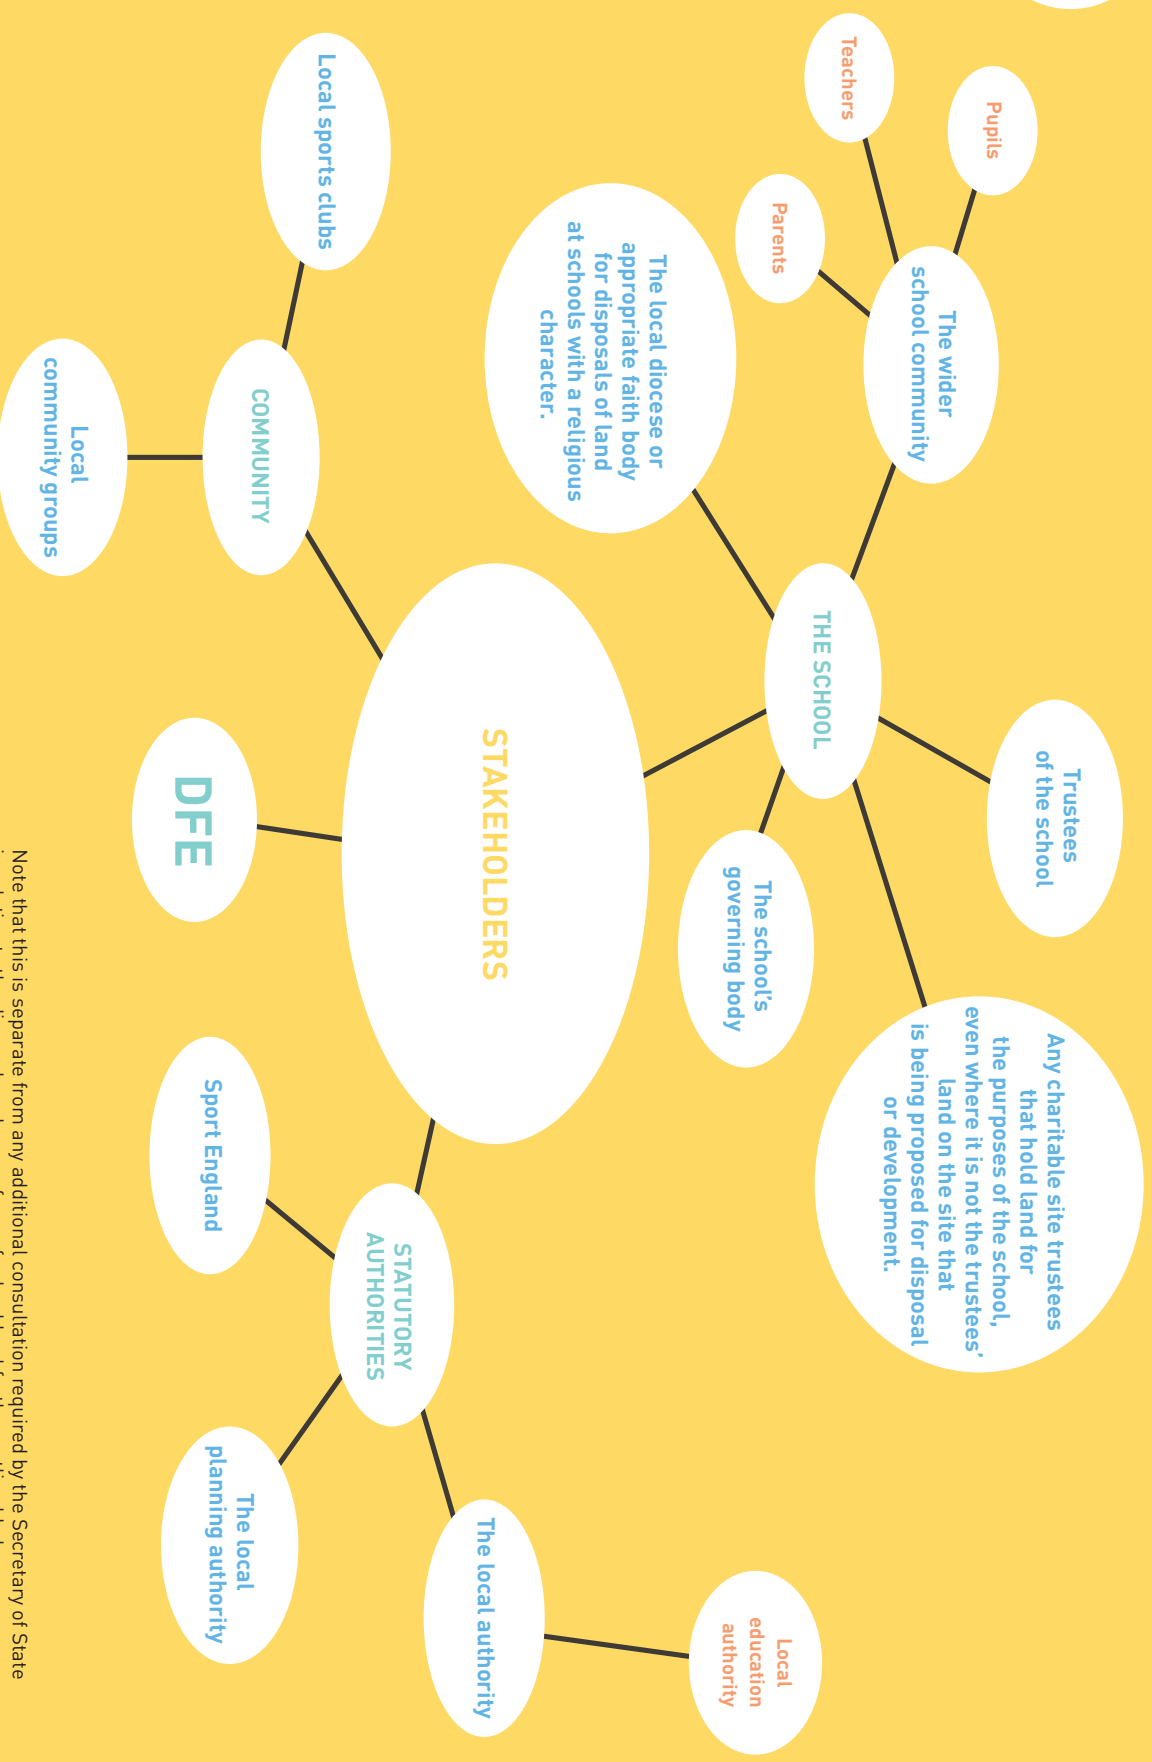 Pupils
Teachers
Parents
The wider
school community
Trustees
of the school
Any charitable site trustees
that hold land for
the purposes of the school,
even where it is not the trustees’
land on the site that
is being proposed for disposal
or development.
THE SCHOOL
The school’s
governing body
The local diocese or
appropriate faith body
for disposals of land
at schools with a religious
character.
Local
education
authority
STAKEHOLDERS
The local authority
STATUTORY
AUTHORITIES
Local sports clubs
COMMUNITY
The local
planning authority
Sport England
DFE
Local
community groups
Note that this is separate from any additional consultation required by the Secretary of State